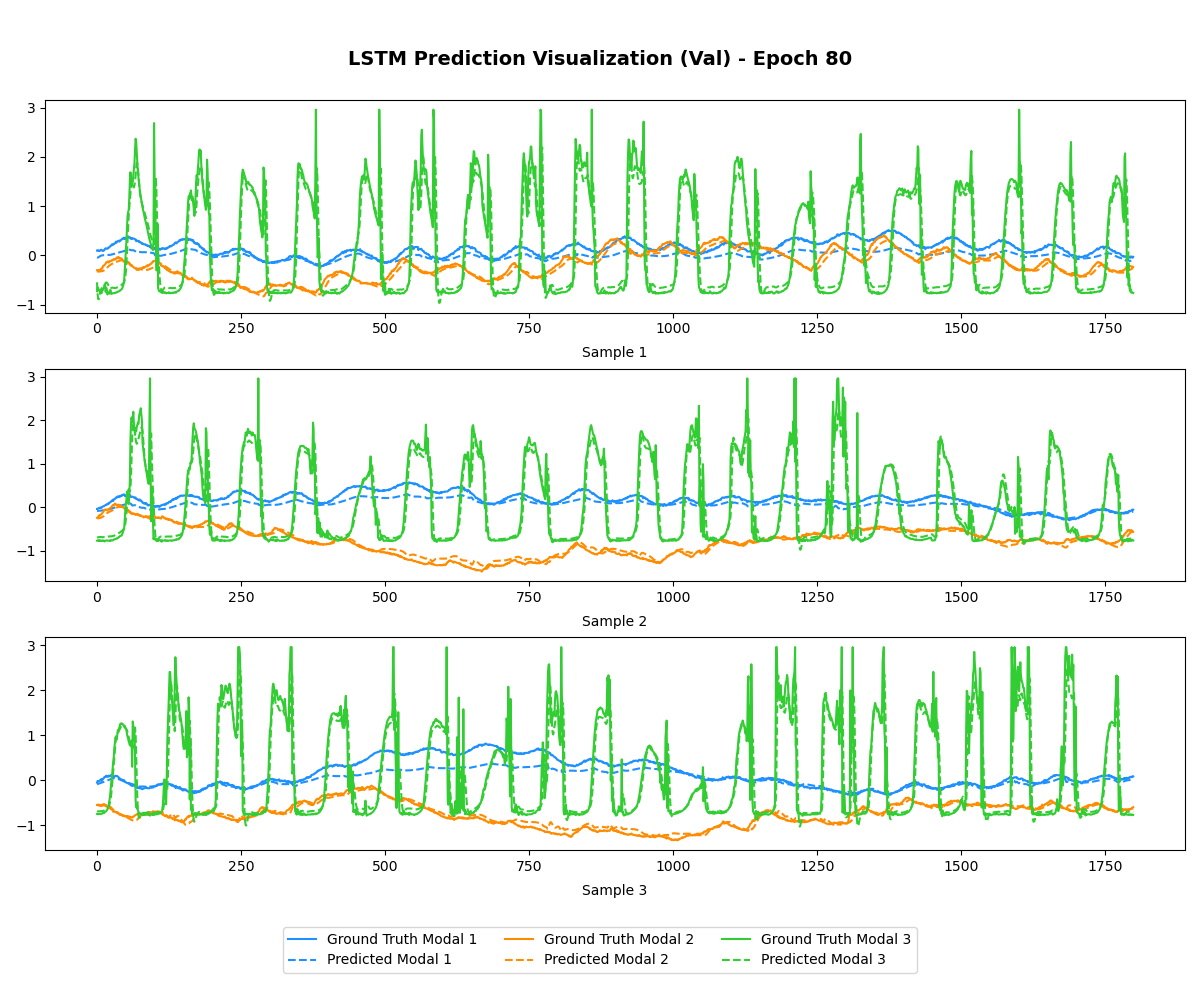 LSTM Prediction Visualization (Val) - Epoch 80
3
2
1
0
−1
0 250 500 750 1000 1250 1500 1750
Sample 1
3
2
1
0
−1
0 250 500 750 1000 1250 1500 1750
Sample 2
3
2
1
0
−1
0 250 500 750 1000 1250 1500 1750
Sample 3
Ground Truth Modal 1 Ground Truth Modal 2 Ground Truth Modal 3
Predicted Modal 1 Predicted Modal 2 Predicted Modal 3